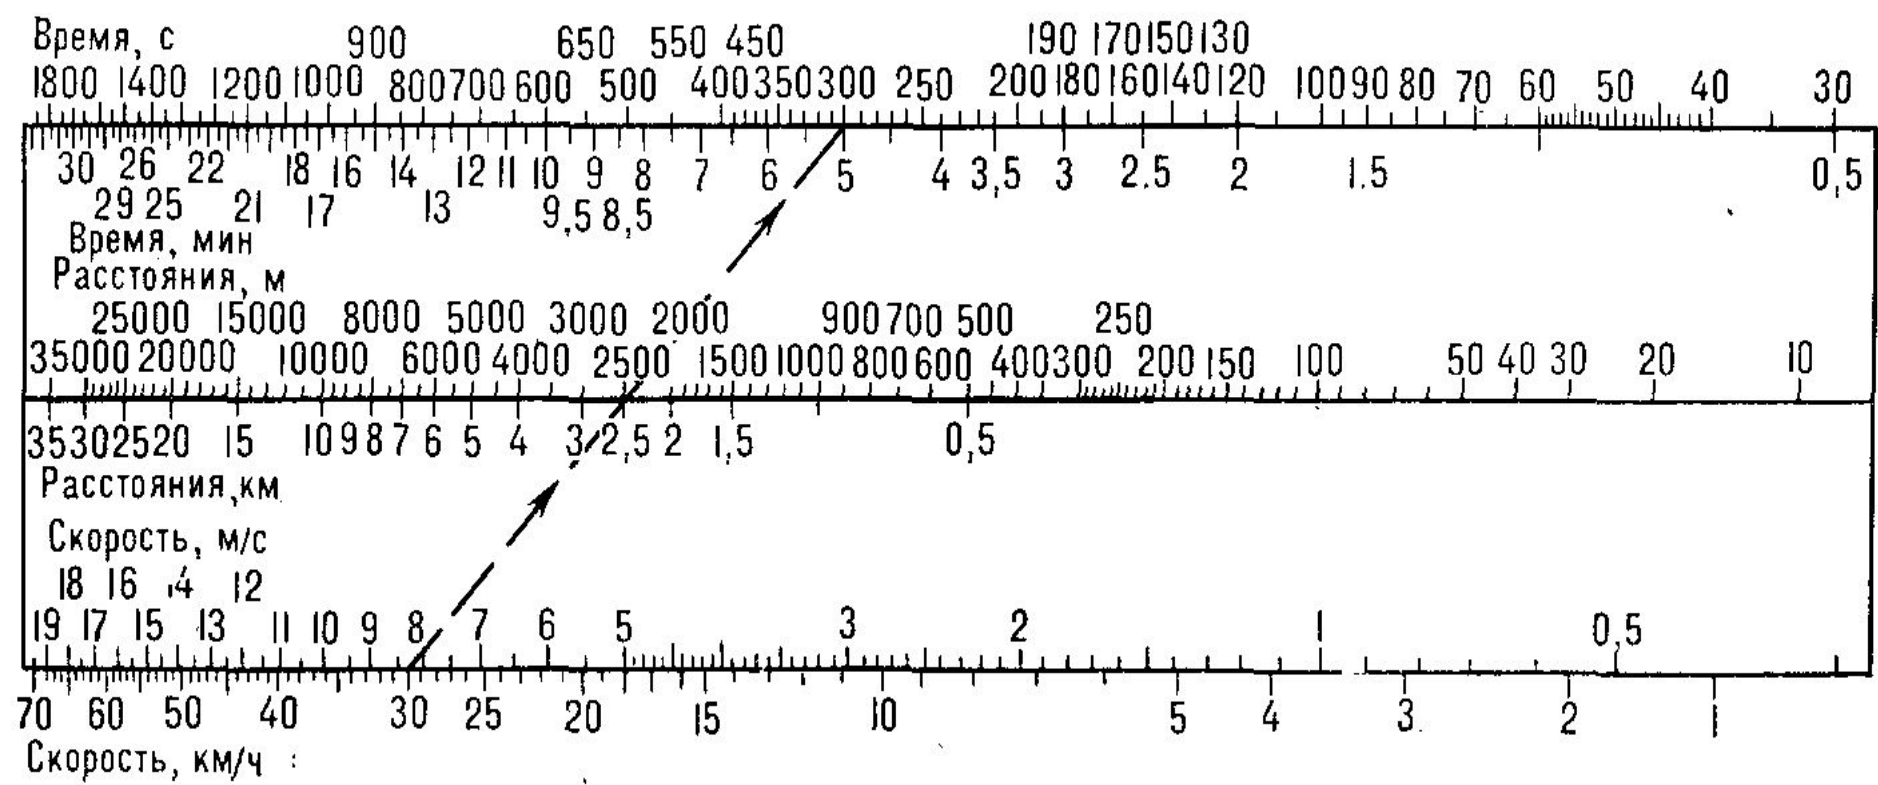 Время, с
900 650 550 450 190 170 150 130
1800 1400 1200 1000 800 700 600 500 400 350 300 250 200 180 160 140 120 100 90 80 70 60 50 40 30
30 26 22 18 16 14 12 11 10 9 8 7 6 5 4 3,5 3 2.5 2 1.5 0,5
29 25 21 17 13 9,5 8,5
Время, мин
Расстояния, м
25000 15000 8000 5000 3000 2000 900 700 500 250
35000 20000 10000 6000 4000 2500 1500 1000 800 600 400 300 200 150 100 50 40 30 20 10
35 30 25 20 15 10 9 8 7 6 5 4 3 2,5 2 1,5 0,5
Расстояния, км
Скорость, м/с
18 16 14 12
19 17 15 13 11 10 9 8 7 6 5 3 2 1 0,5
70 60 50 40 30 25 20 15 10 5 4 3 2 1
Скорость, км/ч